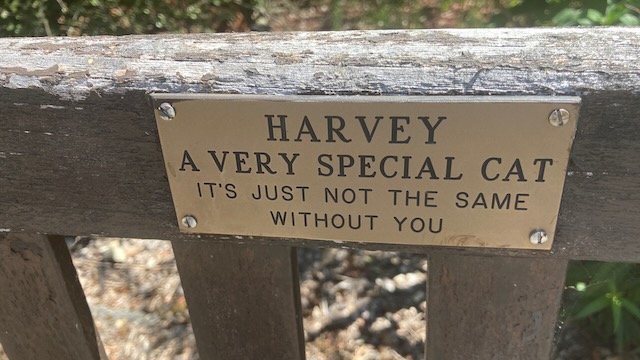 HARVEY
A VERY SPECIAL CAT
IT'S JUST NOT THE SAME
WITHOUT YOU